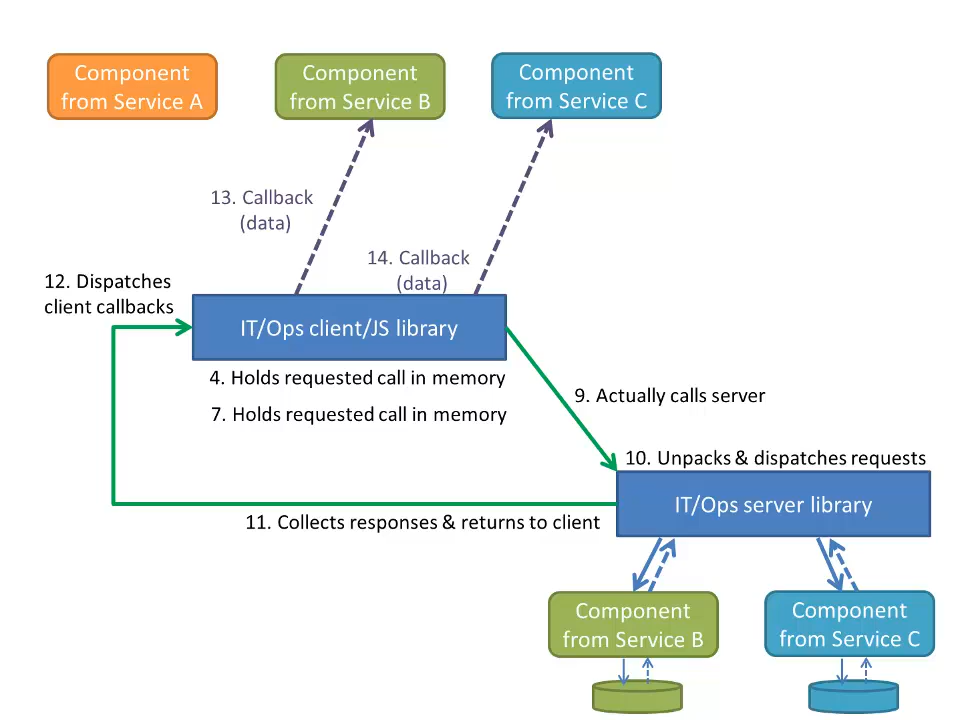 Component
from Service A
Component
from Service B
Component
from Service C
13. Callback
(data)
14. Callback
(data)
12. Dispatches
client callbacks
IT/Ops client/JS library
4. Holds requested call in memory
7. Holds requested call in memory
9. Actually calls server
10. Unpacks & dispatches requests
IT/Ops server library
11. Collects responses & returns to client
Component
from Service B
Component
from Service C